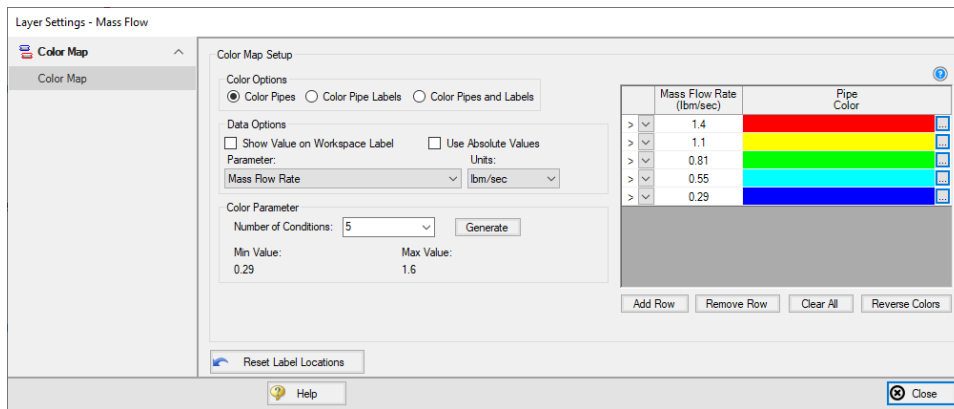 Layer Settings - Mass Flow
Color Map
Color Map
Color Map Setup
Color Options
Color Pipes
Color Pipe Labels
Color Pipes and Labels
Data Options
Show Value on Workspace Label
Use Absolute Values
Parameter:
Units:
Mass Flow Rate
lbm/sec
Color Parameter
Number of Conditions:
5
Generate
Min Value:
Max Value:
0.29
1.6
?
Mass Flow Rate
(lbm/sec)
Pipe
Color
> 1.4 ...
> 1.1 ...
> 0.81 ...
> 0.55 ...
> 0.29 ...
Add Row
Remove Row
Clear All
Reverse Colors
Reset Label Locations
Help
Close